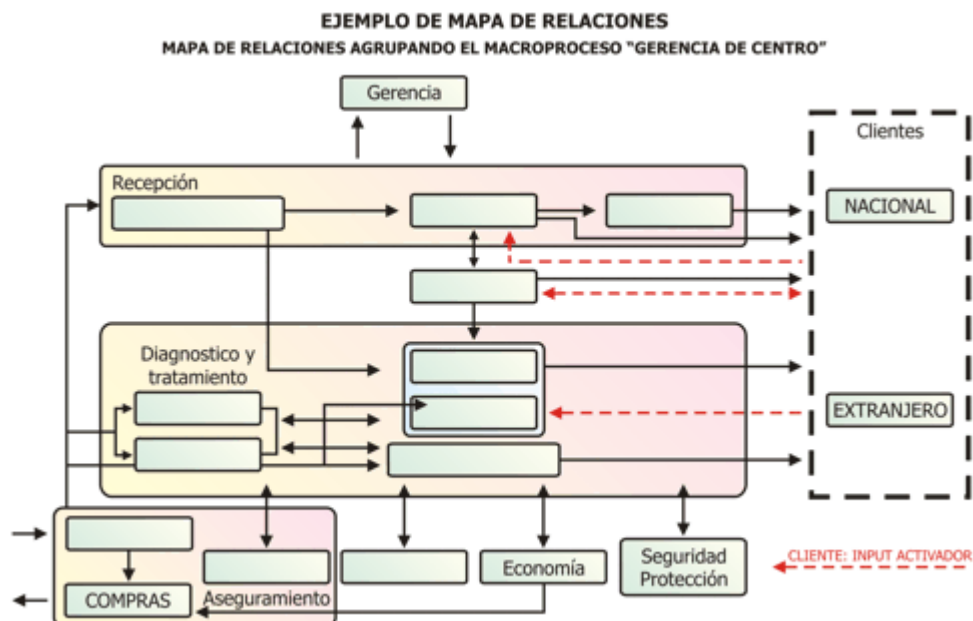 EJEMPLO DE MAPA DE RELACIONES
MAPA DE RELACIONES AGRUPANDO EL MACROPROCESO “GERENCIA DE CENTRO”
Gerencia
Clientes
Recepción
NACIONAL
Diagnostico y
tratamiento
EXTRANJERO
Economía
Seguridad
Protección
CLIENTE: INPUT ACTIVADOR
COMPRAS
Aseguramiento